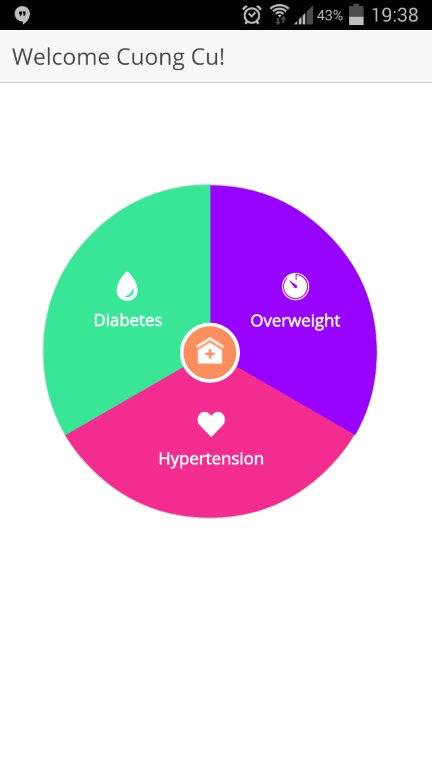 43% 19:38
Welcome Cuong Cu!
Diabetes
Overweight
Hypertension